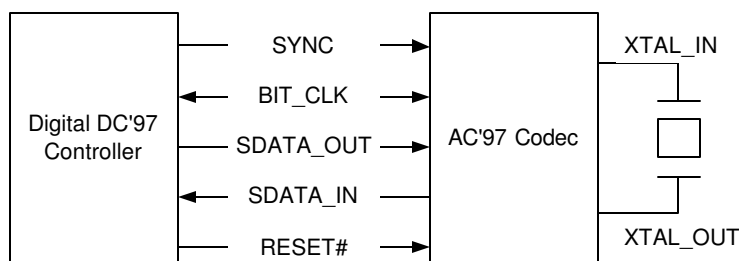 SYNC
XTAL_IN
BIT_CLK
Digital DC'97
Controller
SDATA_OUT
AC'97 Codec
SDATA_IN
RESET#
XTAL_OUT